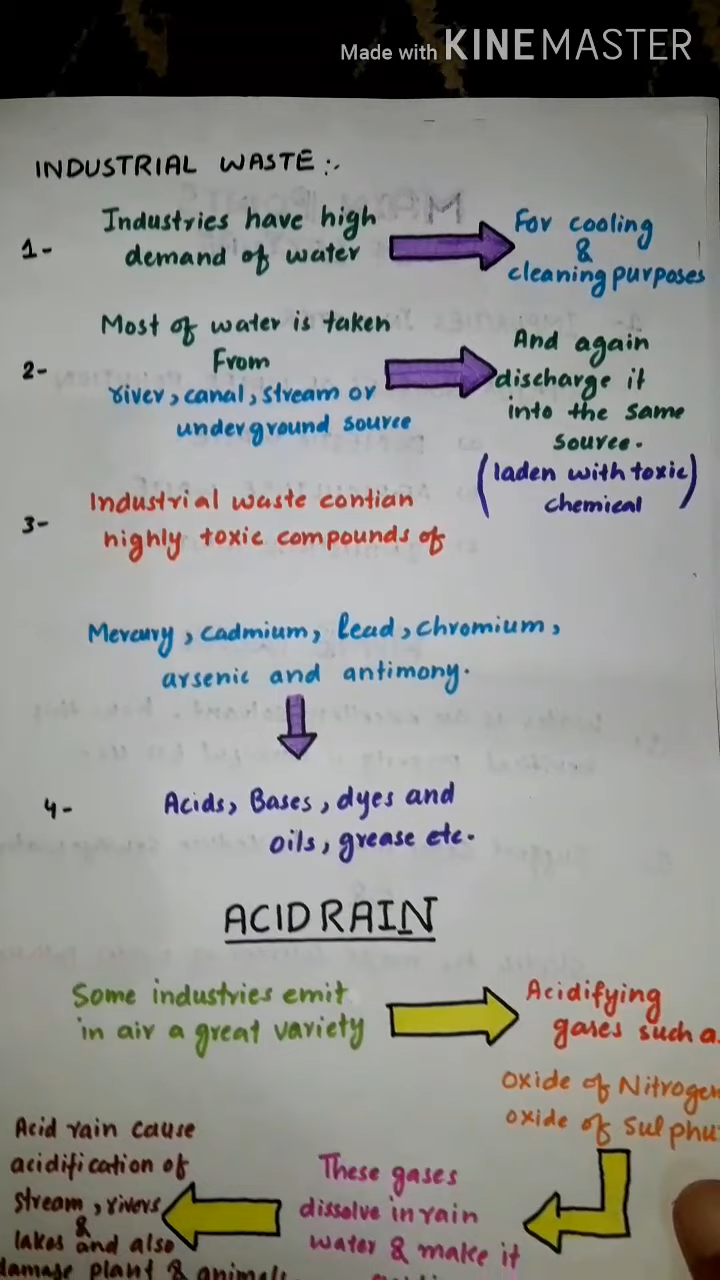 Made with KINEMASTER
INDUSTRIAL WASTE :.
1- Industries have high
demand of water
For cooling
&
cleaning purposes
2- Most of water is taken
From
river, canal, stream or
underground source
And again
discharge it
into the same
source.
(laden with toxic
chemical)
3- Industrial waste contian
highly toxic compounds of
Mercury, cadmium, lead, chromium,
arsenic and antimony.
4- Acids, Bases, dyes and
oils, grease etc.
ACID RAIN
Some industries emit
in air a great variety
Acidifying
gases such a
oxide of Nitrogen
oxide of Sulphu
These gases
dissolve in rain
water & make it
Acid rain cause
acidification of
stream, rivers
&
lakes and also
damage plant & animals.